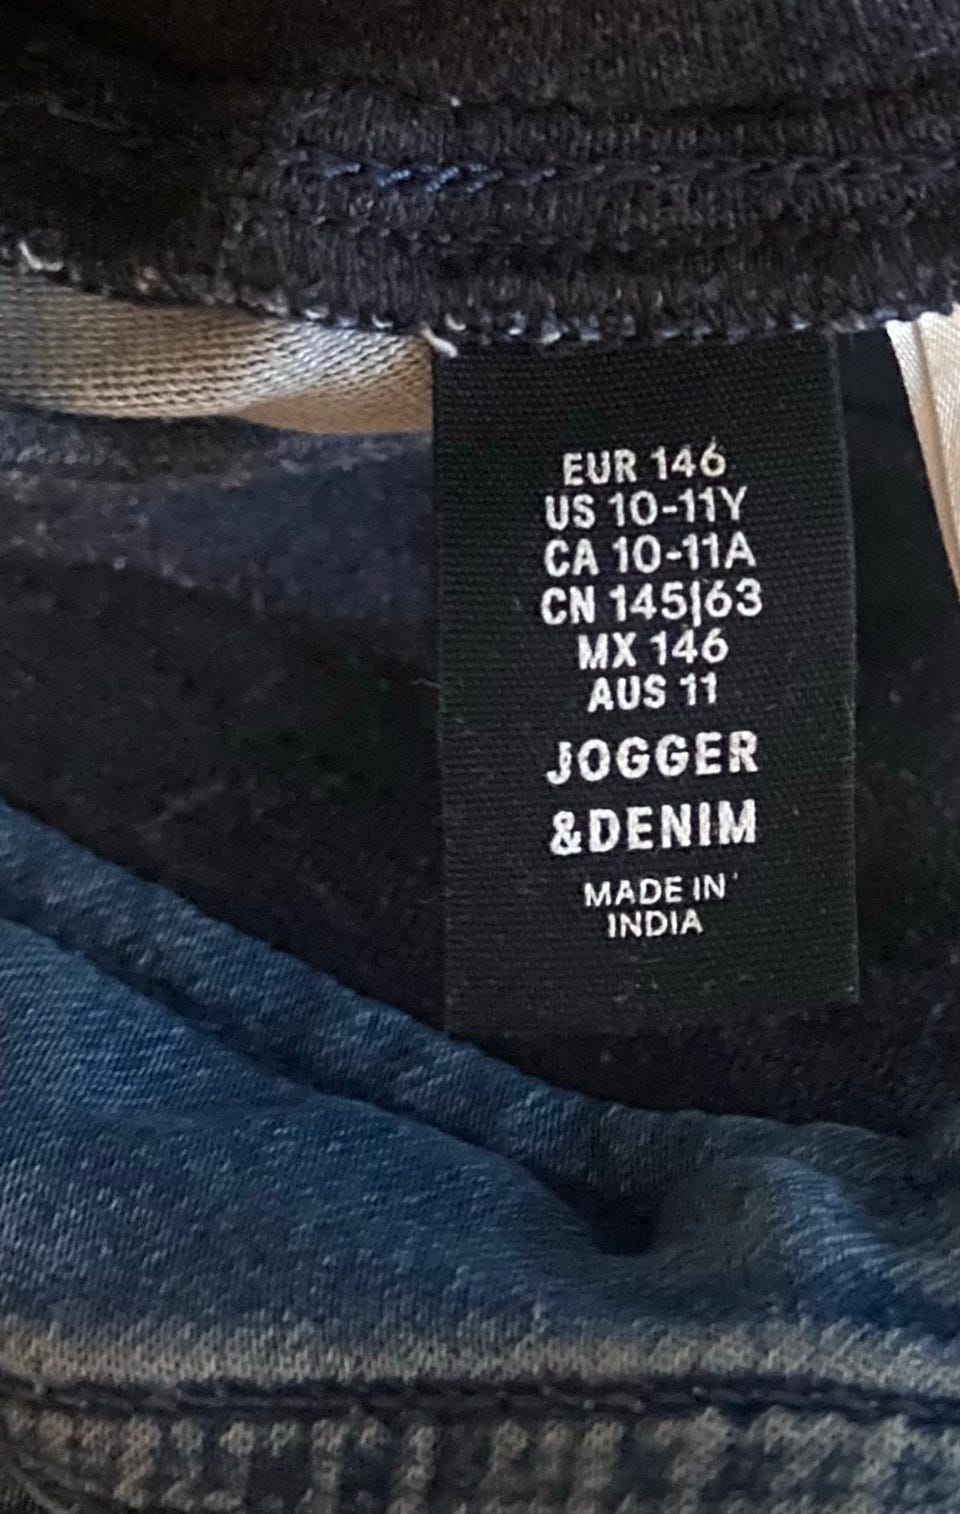 EUR 146
US 10-11Y
CA 10-11A
CN 145|63
MX 146
AUS 11
JOGGER
&DENIM
MADE IN
INDIA